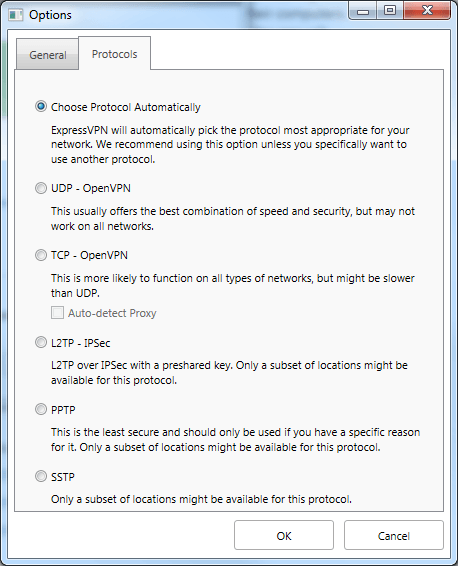 Options
General
Protocols
Choose Protocol Automatically
ExpressVPN will automatically pick the protocol most appropriate for your
network. We recommend using this option unless you specifically want to
use another protocol.
UDP - OpenVPN
This usually offers the best combination of speed and security, but may not
work on all networks.
TCP - OpenVPN
This is more likely to function on all types of networks, but might be slower
than UDP.
Auto-detect Proxy
L2TP - IPSec
L2TP over IPSec with a preshared key. Only a subset of locations might be
available for this protocol.
PPTP
This is the least secure and should only be used if you have a specific reason
for it. Only a subset of locations might be available for this protocol.
SSTP
Only a subset of locations might be available for this protocol.
OK
Cancel